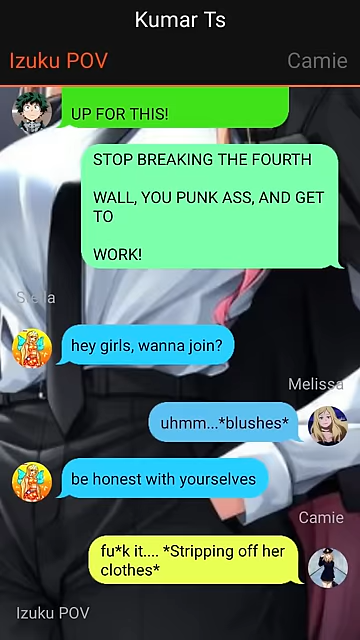 Kumar Ts
Izuku POV
Camie
UP FOR THIS!
STOP BREAKING THE FOURTH
WALL, YOU PUNK ASS, AND GET
TO
WORK!
Stella
hey girls, wanna join?
Melissa
uhmm...*blushes*
be honest with yourselves
Camie
fu*k it.... *Stripping off her
clothes*
Izuku POV